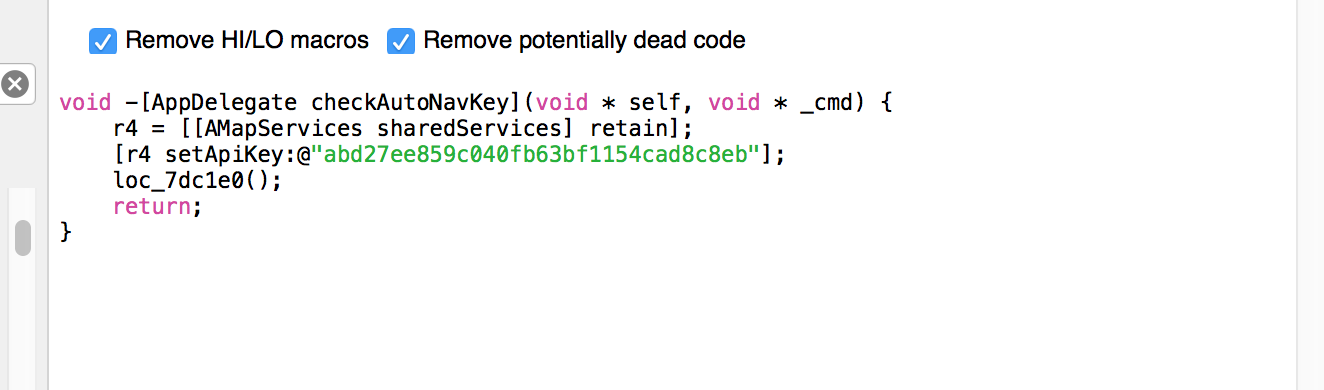 Remove HI/LO macros Remove potentially dead code
void -[AppDelegate checkAutoNavKey](void * self, void * _cmd) {
    r4 = [[AMapServices sharedServices] retain];
    [r4 setApiKey:@"abd27ee859c040fb63bf1154cad8c8eb"];
    loc_7dc1e0();
    return;
}